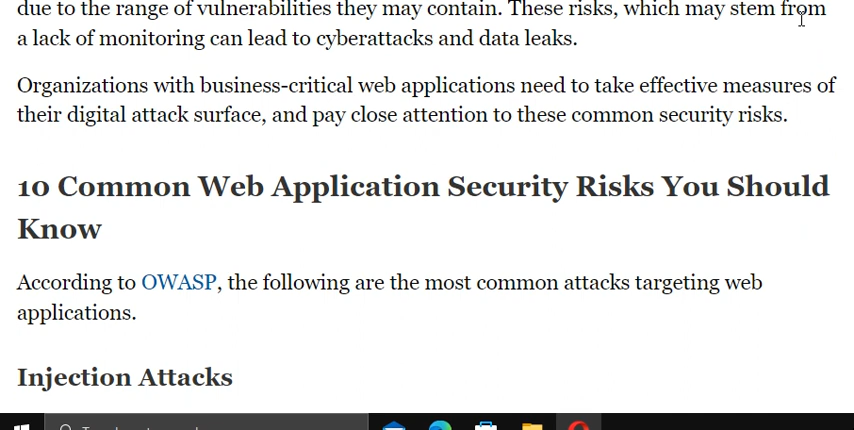 due to the range of vulnerabilities they may contain. These risks, which may stem from
a lack of monitoring can lead to cyberattacks and data leaks.
Organizations with business-critical web applications need to take effective measures of
their digital attack surface, and pay close attention to these common security risks.
10 Common Web Application Security Risks You Should
Know
According to OWASP, the following are the most common attacks targeting web
applications.
Injection Attacks